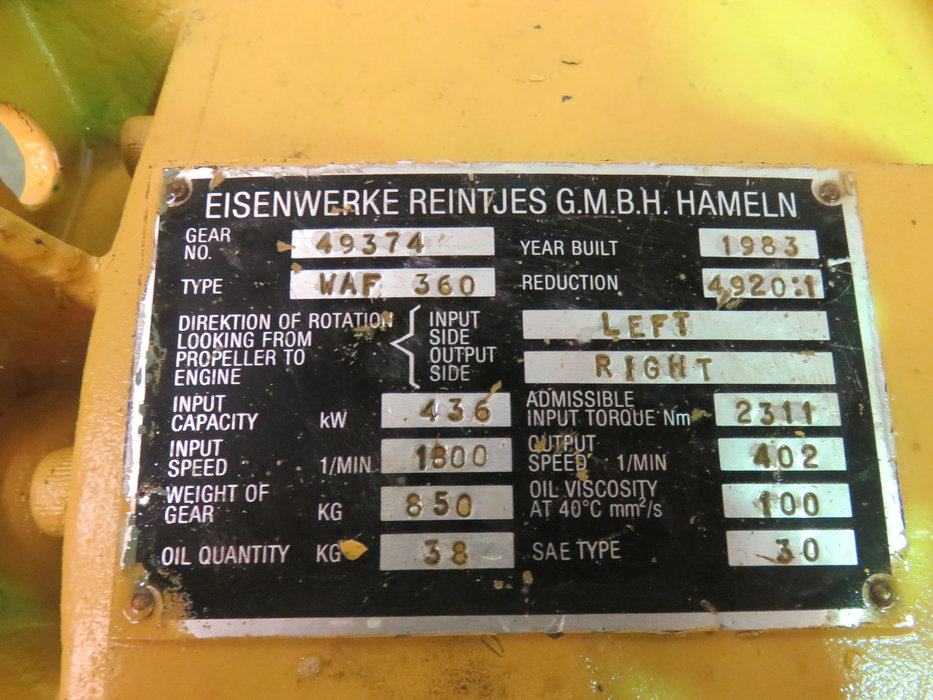 EISENWERKE REINTJES G.M.B.H. HAMELN
GEAR NO. 49374 YEAR BUILT 1983
TYPE WAF 360 REDUCTION 4920:1
DIREKTION OF ROTATION LOOKING FROM PROPELLER TO ENGINE
INPUT SIDE LEFT
OUTPUT SIDE RIGHT
INPUT CAPACITY kW 436 ADMISSIBLE INPUT TORQUE Nm 2311
INPUT SPEED 1/MIN 1800 OUTPUT SPEED 1/MIN 402
WEIGHT OF GEAR KG 850 OIL VISCOSITY AT 40°C mm²/s 100
OIL QUANTITY KG 38 SAE TYPE 30